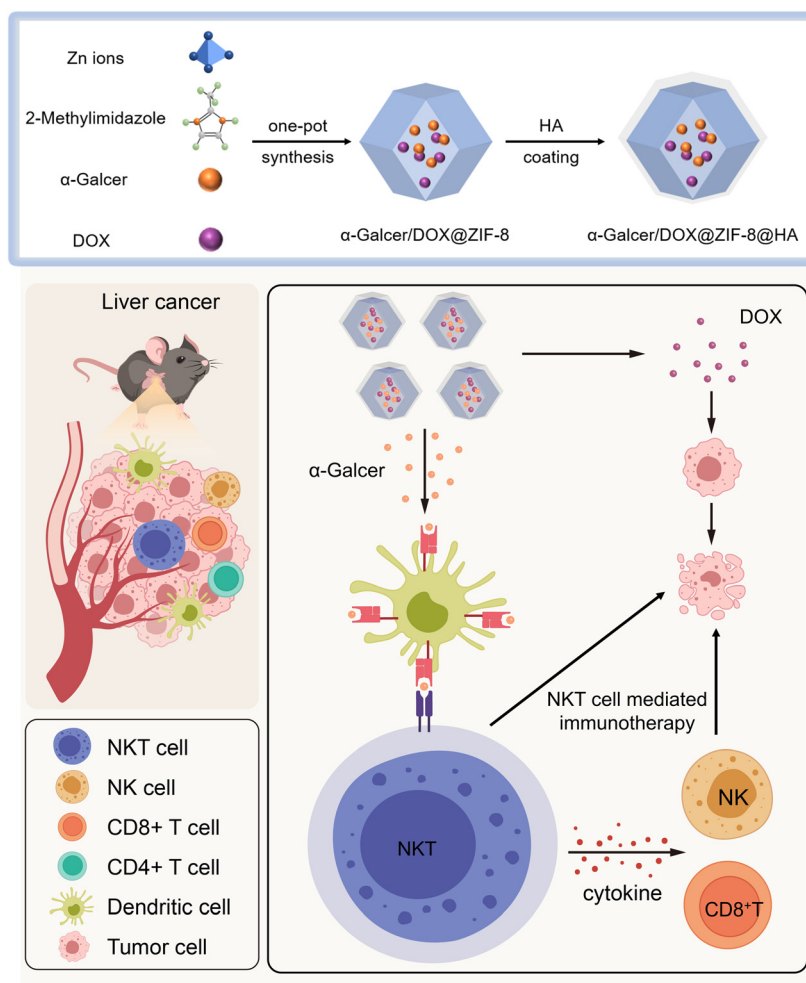 Zn ions
2-Methylimidazole
α-Galcer
DOX
one-pot
synthesis
HA
coating
α-Galcer/DOX@ZIF-8
α-Galcer/DOX@ZIF-8@HA
Liver cancer
DOX
α-Galcer
NKT cell mediated
immunotherapy
NKT
cytokine
NK
CD8⁺T
NKT cell
NK cell
CD8+ T cell
CD4+ T cell
Dendritic cell
Tumor cell